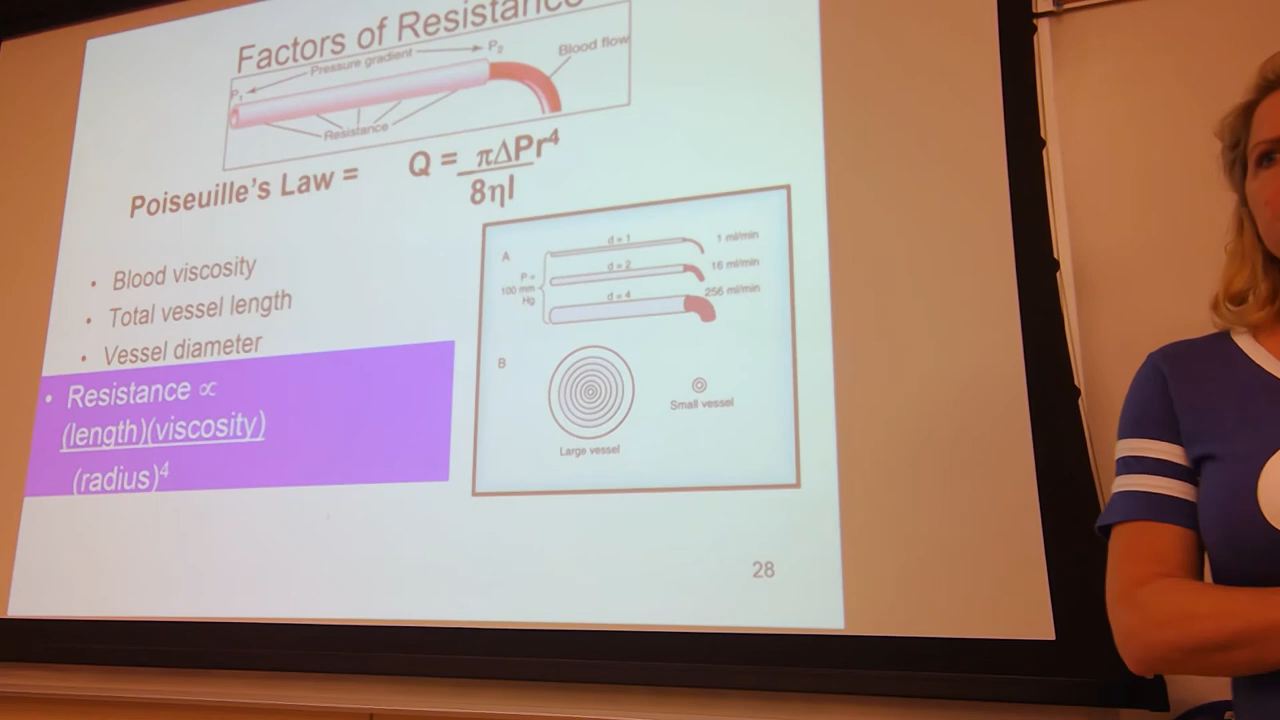 Factors of Resistance
Pressure gradient
P₂
Blood flow
P₁
Resistance
Poiseuille's Law =
Q = πΔPr⁴
8ηl
• Blood viscosity
• Total vessel length
• Vessel diameter
• Resistance ∝
(length)(viscosity)
(radius)⁴
A
d = 1
1 ml/min
P =
100 mm
Hg
d = 2
16 ml/min
d = 4
256 ml/min
B
Small vessel
Large vessel
28